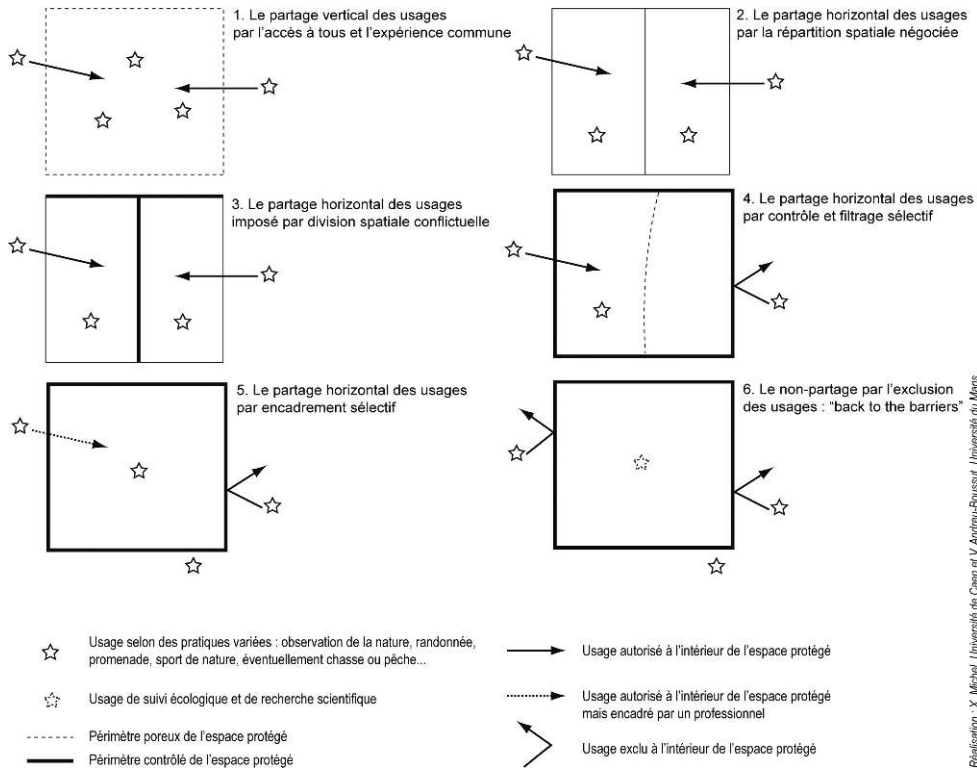 1. Le partage vertical des usages
par l'accès à tous et l'expérience commune
2. Le partage horizontal des usages
par la répartition spatiale négociée
3. Le partage horizontal des usages
imposé par division spatiale conflictuelle
4. Le partage horizontal des usages
par contrôle et filtrage sélectif
5. Le partage horizontal des usages
par encadrement sélectif
6. Le non-partage par l'exclusion
des usages : "back to the barriers"
Usage selon des pratiques variées : observation de la nature, randonnée,
promenade, sport de nature, éventuellement chasse ou pêche...
Usage de suivi écologique et de recherche scientifique
Périmètre poreux de l'espace protégé
Périmètre contrôlé de l'espace protégé
Usage autorisé à l'intérieur de l'espace protégé
Usage autorisé à l'intérieur de l'espace protégé
mais encadré par un professionnel
Usage exclu à l'intérieur de l'espace protégé
Réalisation : X. Michel, Université de Caen et V. Andreu-Boussut, Université du Mans